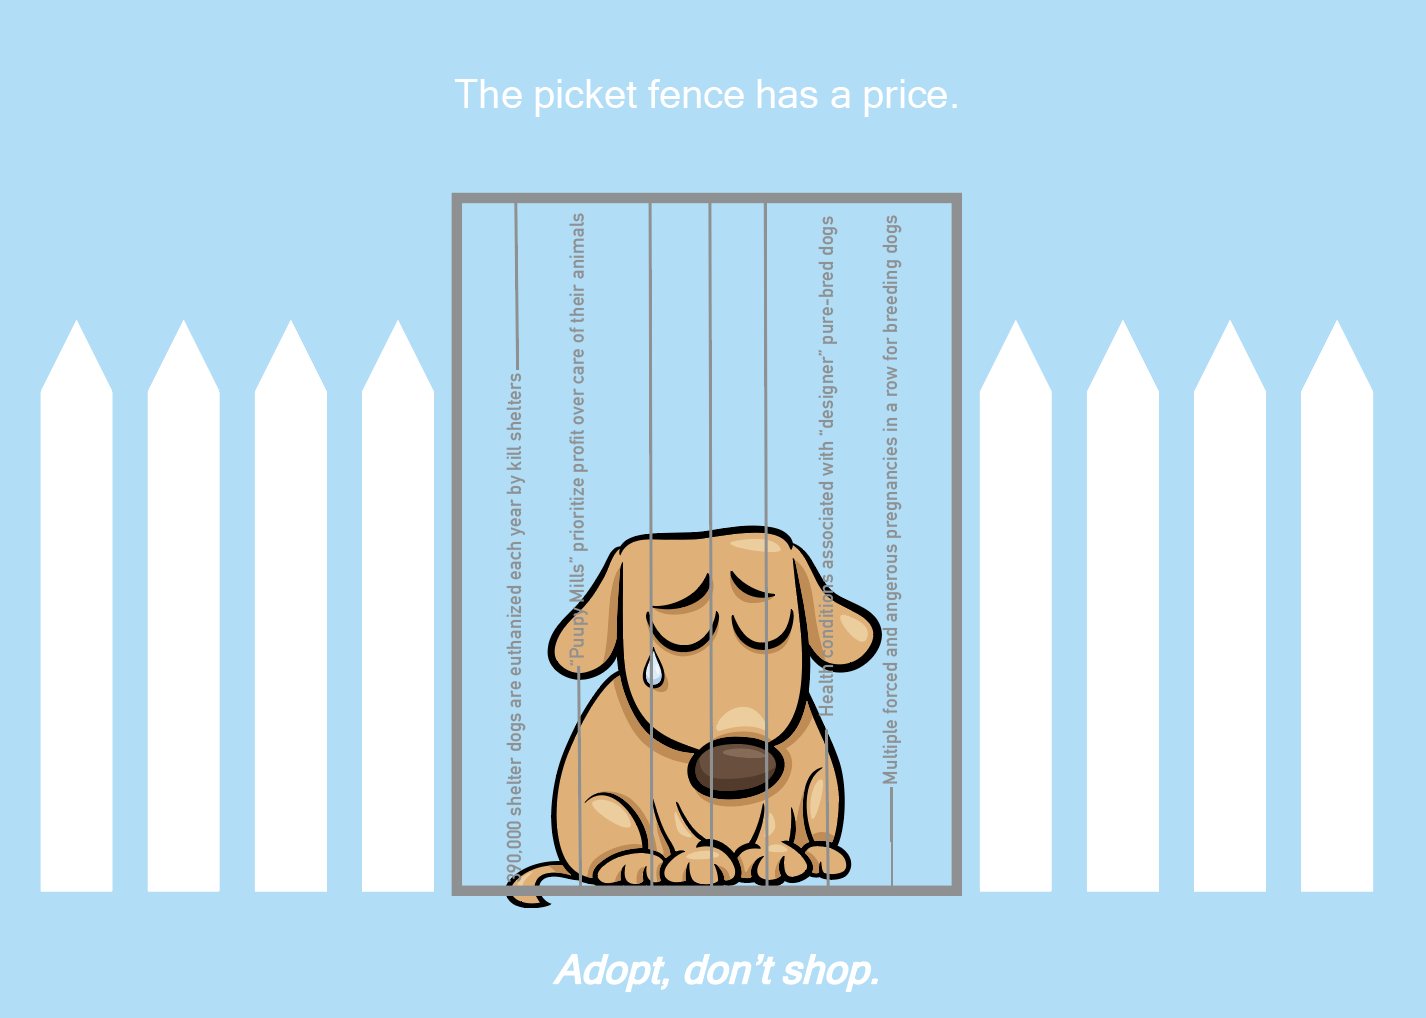 The picket fence has a price.
390,000 shelter dogs are euthanized each year by kill shelters
"Puupy Mills" prioritize profit over care of their animals
Health conditions associated with "designer" pure-bred dogs
Multiple forced and angerous pregnancies in a row for breeding dogs
Adopt, don't shop.